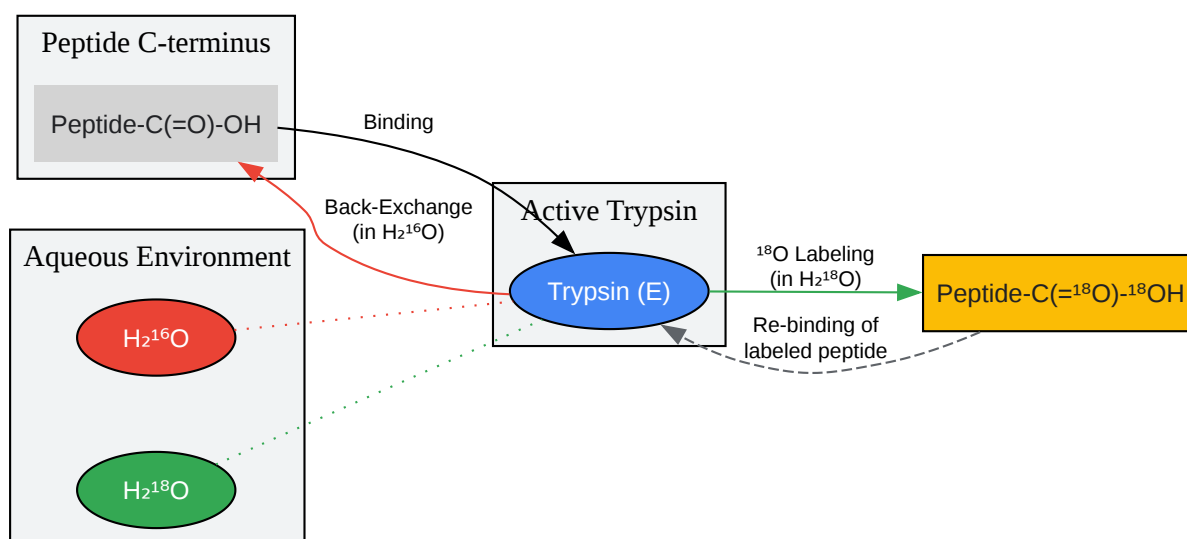 Peptide C-terminus
Peptide-C(=O)-OH
Binding
Back-Exchange
(in H₂¹⁶O)
Active Trypsin
Trypsin (E)
¹⁸O Labeling
(in H₂¹⁸O)
Peptide-C(=¹⁸O)-¹⁸OH
Re-binding of
labeled peptide
Aqueous Environment
H₂¹⁶O
H₂¹⁸O